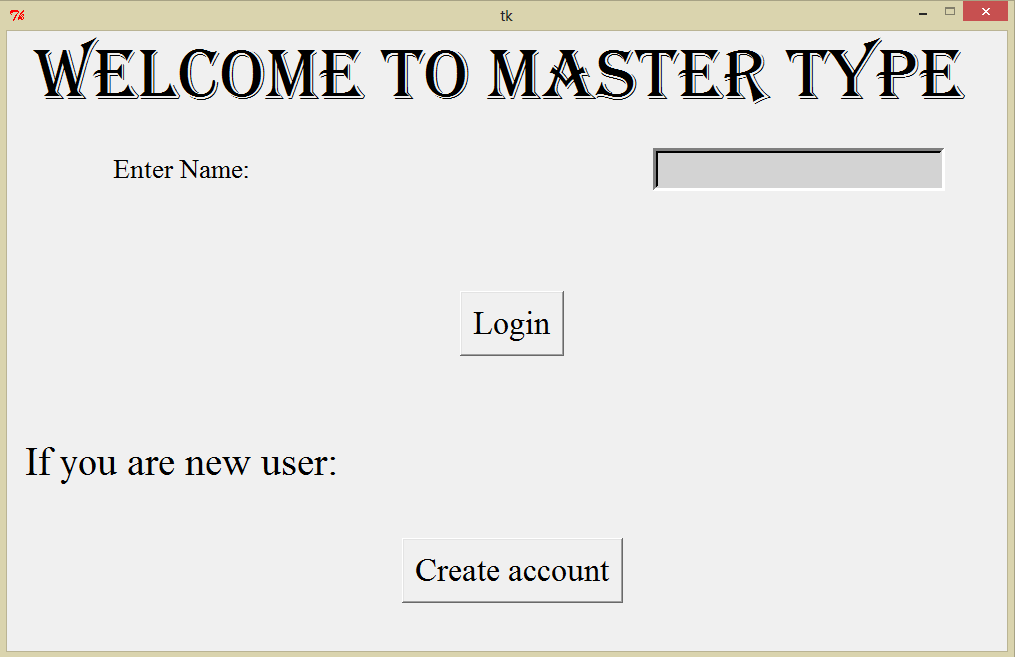 tk
WELCOME TO MASTER TYPE
Enter Name:
Login
If you are new user:
Create account